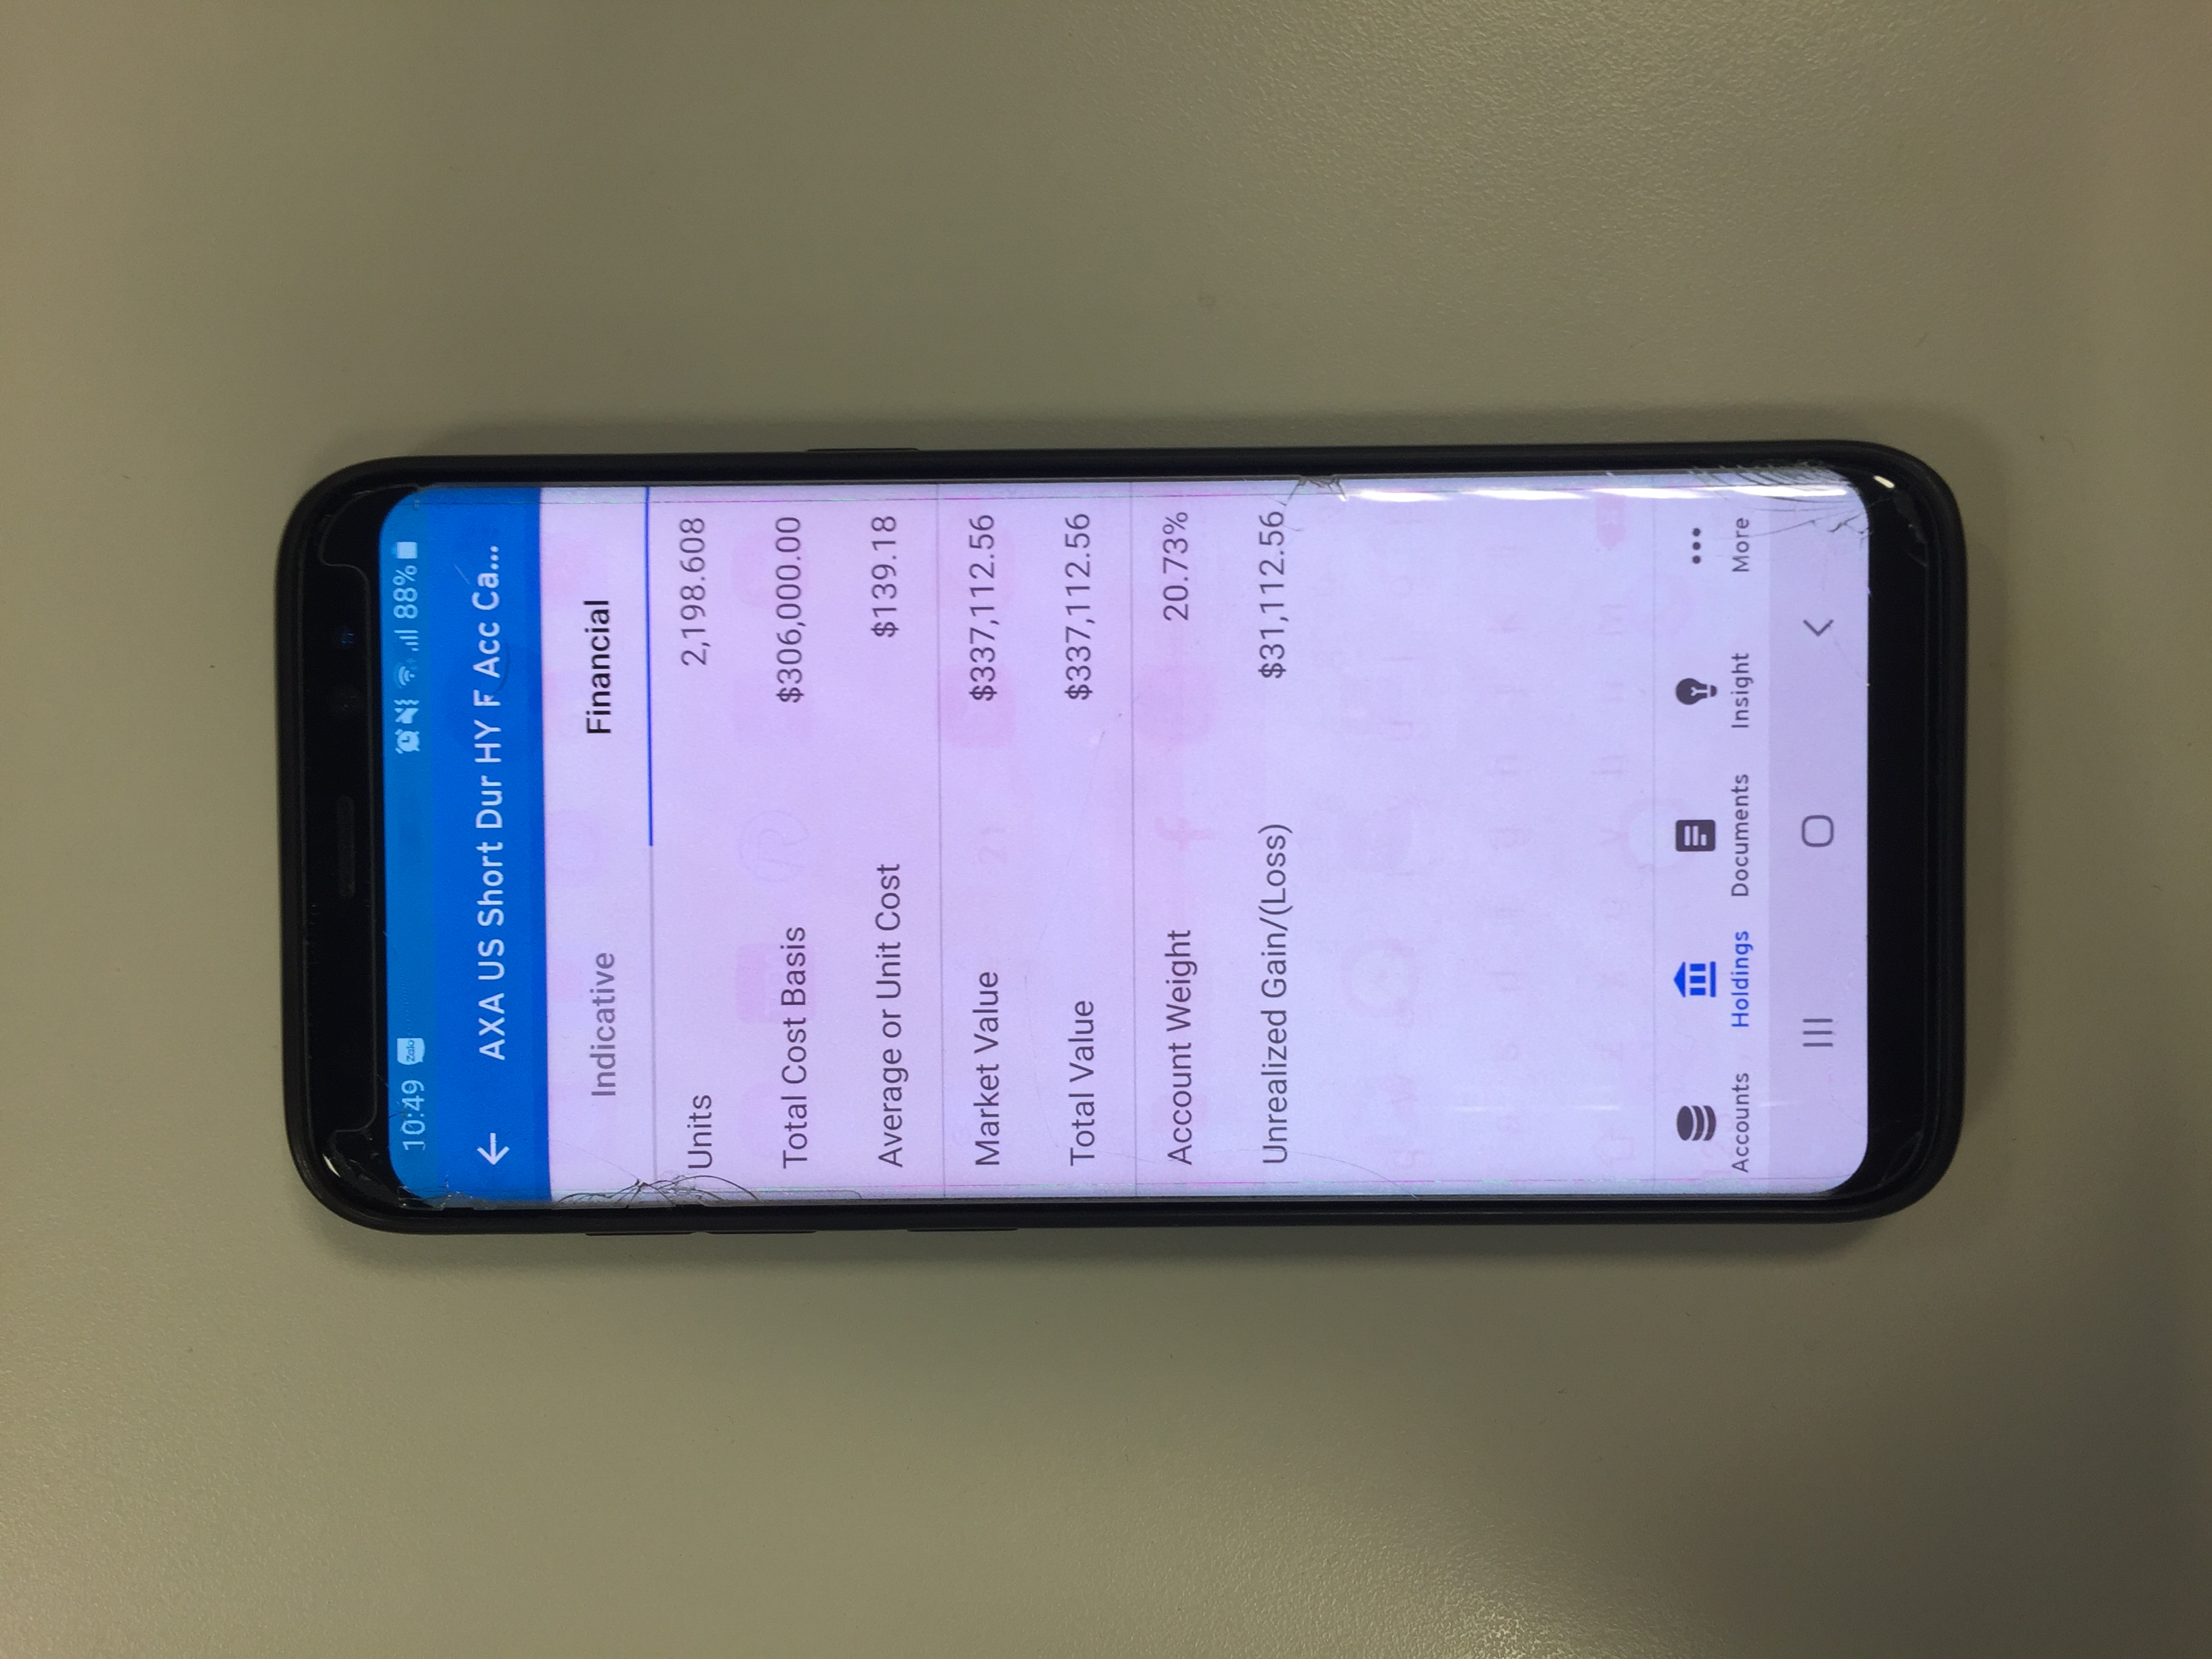 10:49 Zalo 88%
← AXA US Short Dur HY F Acc Ca...
Indicative Financial
Units 2,198.608
Total Cost Basis $306,000.00
Average or Unit Cost $139.18
Market Value $337,112.56
Total Value $337,112.56
Account Weight 20.73%
Unrealized Gain/(Loss) $31,112.56
Accounts Holdings Documents Insight More